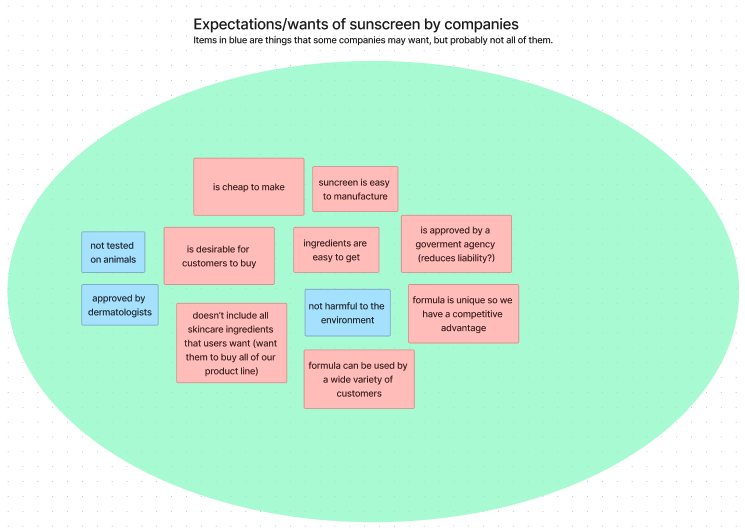 Expectations/wants of sunscreen by companies
Items in blue are things that some companies may want, but probably not all of them.
is cheap to make
suncreen is easy
to manufacture
not tested
on animals
is desirable for
customers to buy
ingredients are
easy to get
is approved by a
goverment agency
(reduces liability?)
approved by
dermatologists
doesn't include all
skincare ingredients
that users want (want
them to buy all of our
product line)
not harmful to the
environment
formula is unique so we
have a competitive
advantage
formula can be used by
a wide variety of
customers